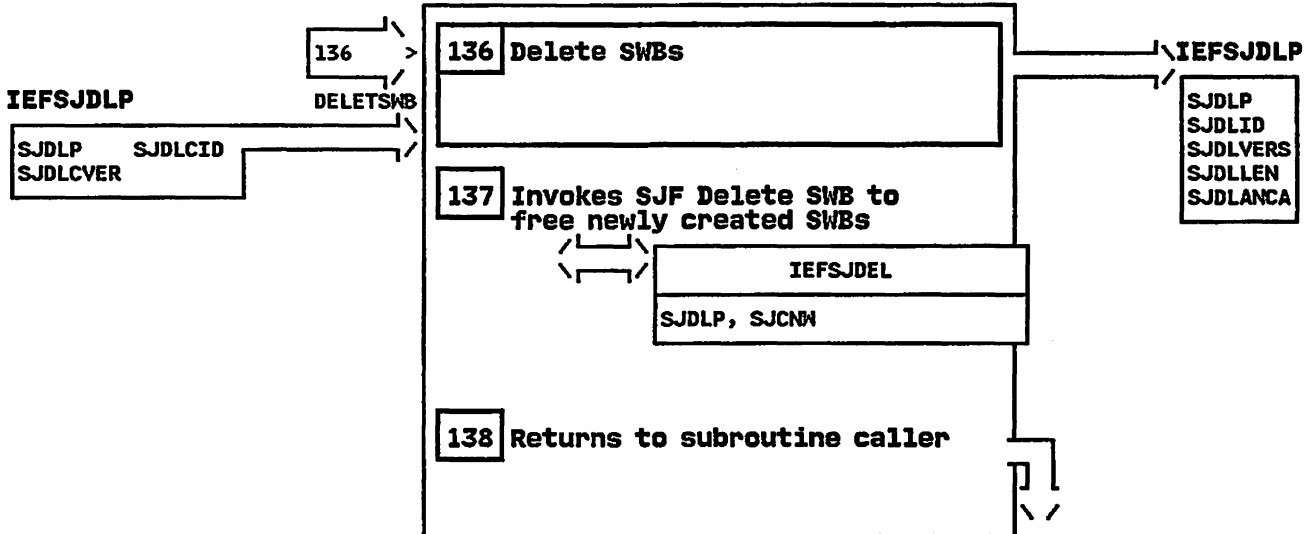 136
136 Delete SWBs
IEFSJDLP
IEFSJDLP
DELETSWB
SJDLP
SJDLID
SJDLVERS
SJDLLEN
SJDLANCA
SJDLP SJDLCID
SJDLCVER
137 Invokes SJF Delete SWB to
free newly created SWBs
IEFSJDEL
SJDLP, SJCNW
138 Returns to subroutine caller